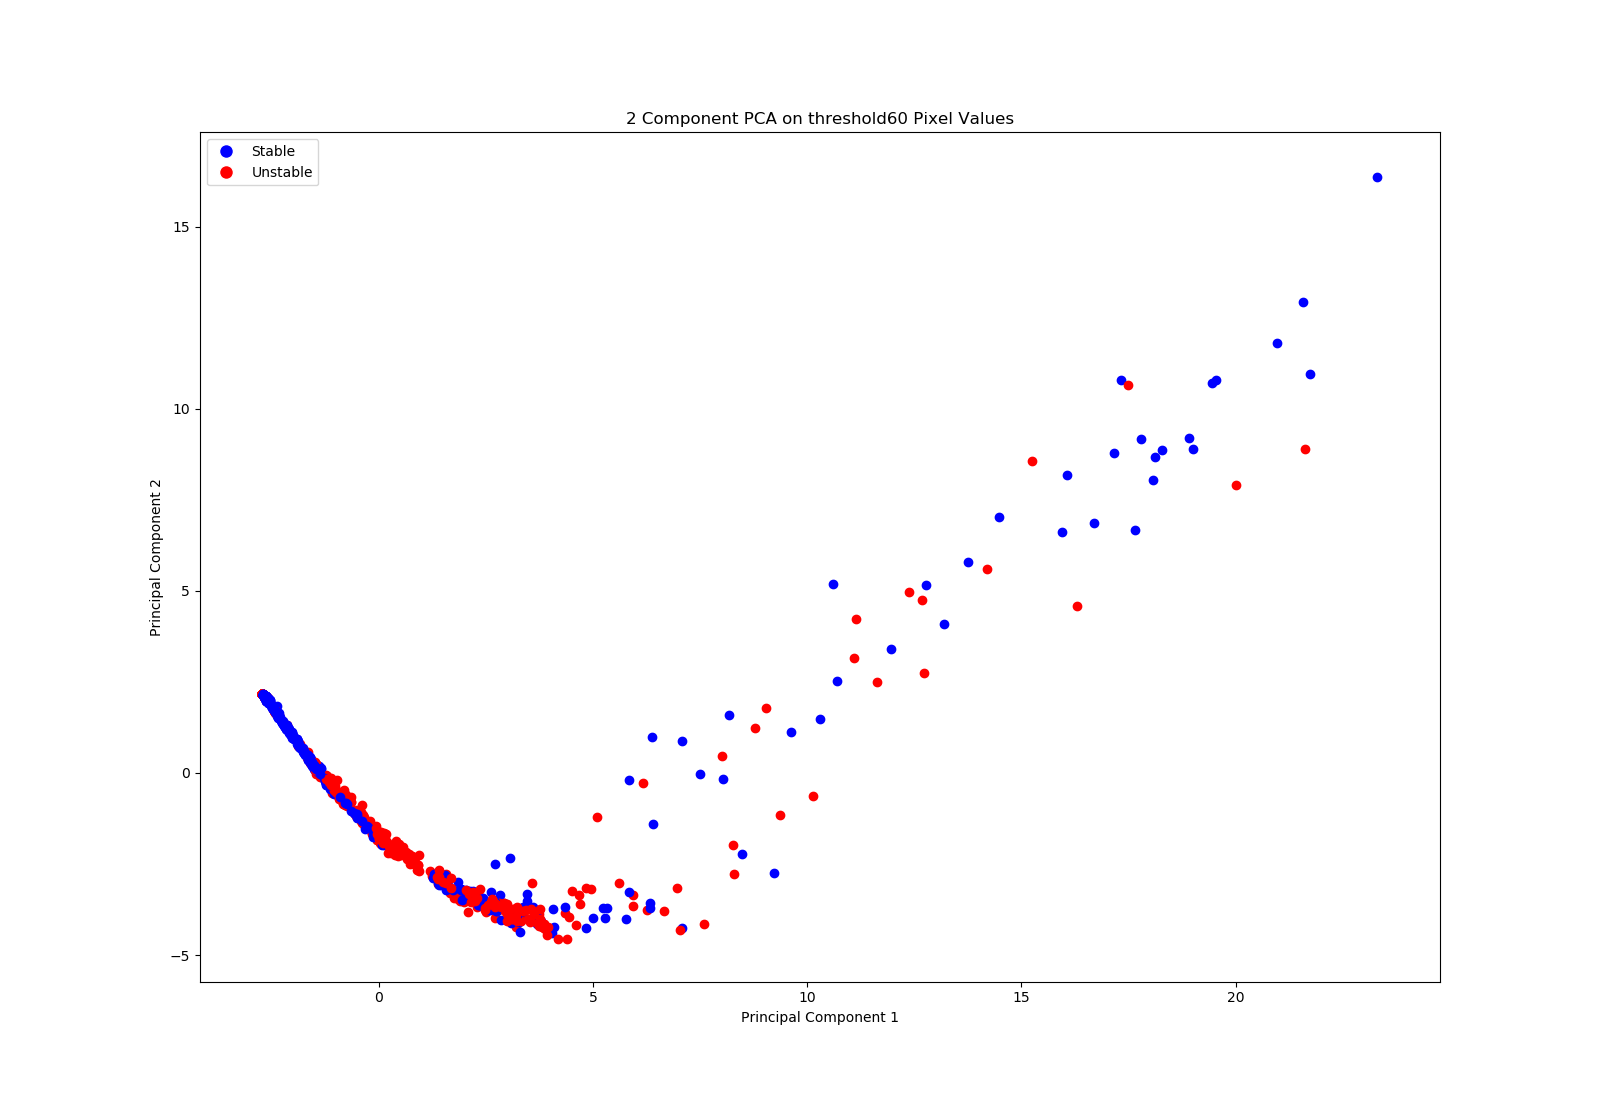 2 Component PCA on threshold60 Pixel Values
Stable
Unstable
15
10
5
0
−5
Principal Component 2
0 5 10 15 20
Principal Component 1